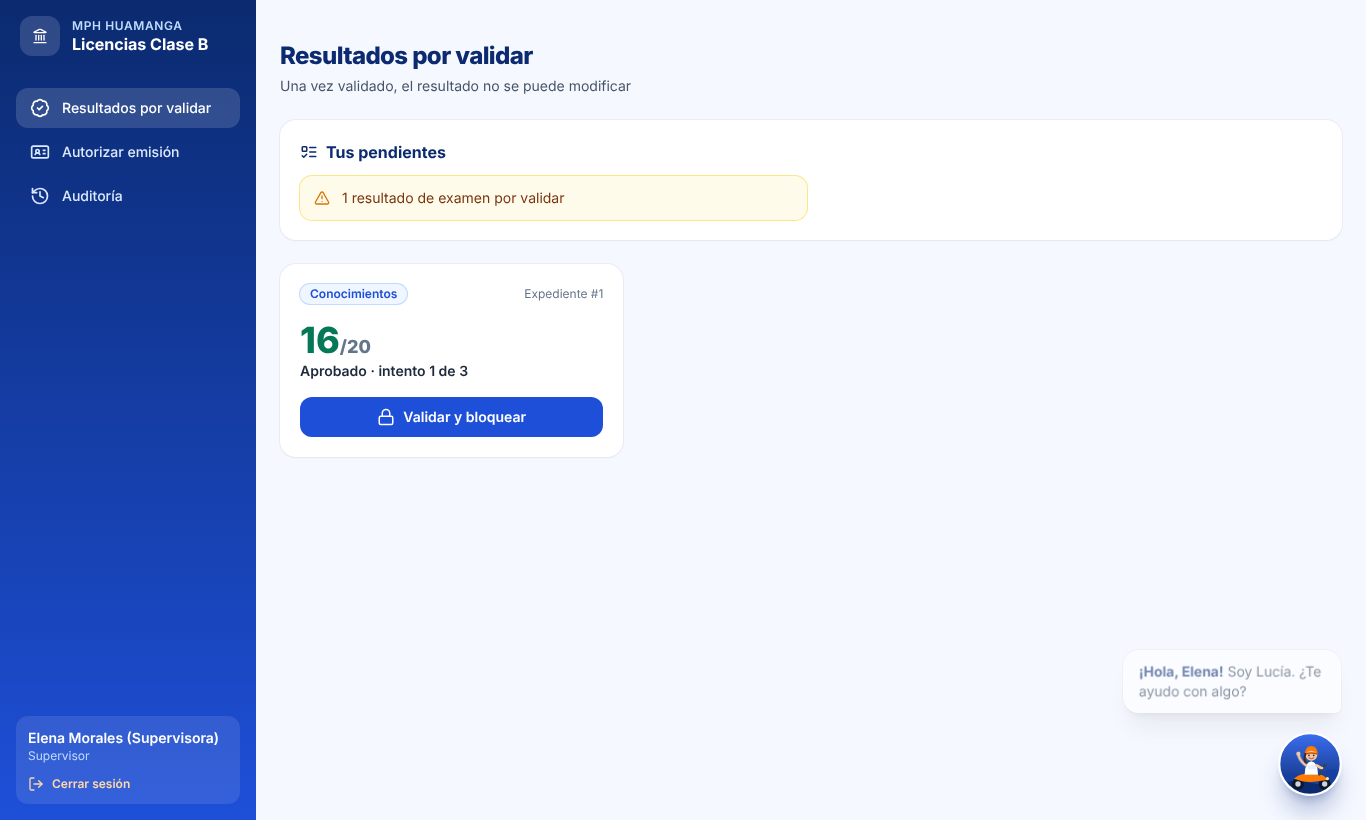 MPH HUAMANGA
Licencias Clase B
Resultados por validar
Autorizar emisión
Auditoría
Elena Morales (Supervisora)
Supervisor
Cerrar sesión
Resultados por validar
Una vez validado, el resultado no se puede modificar
Tus pendientes
1 resultado de examen por validar
Conocimientos
Expediente #1
16/20
Aprobado · intento 1 de 3
Validar y bloquear
¡Hola, Elena! Soy Lucía. ¿Te
ayudo con algo?